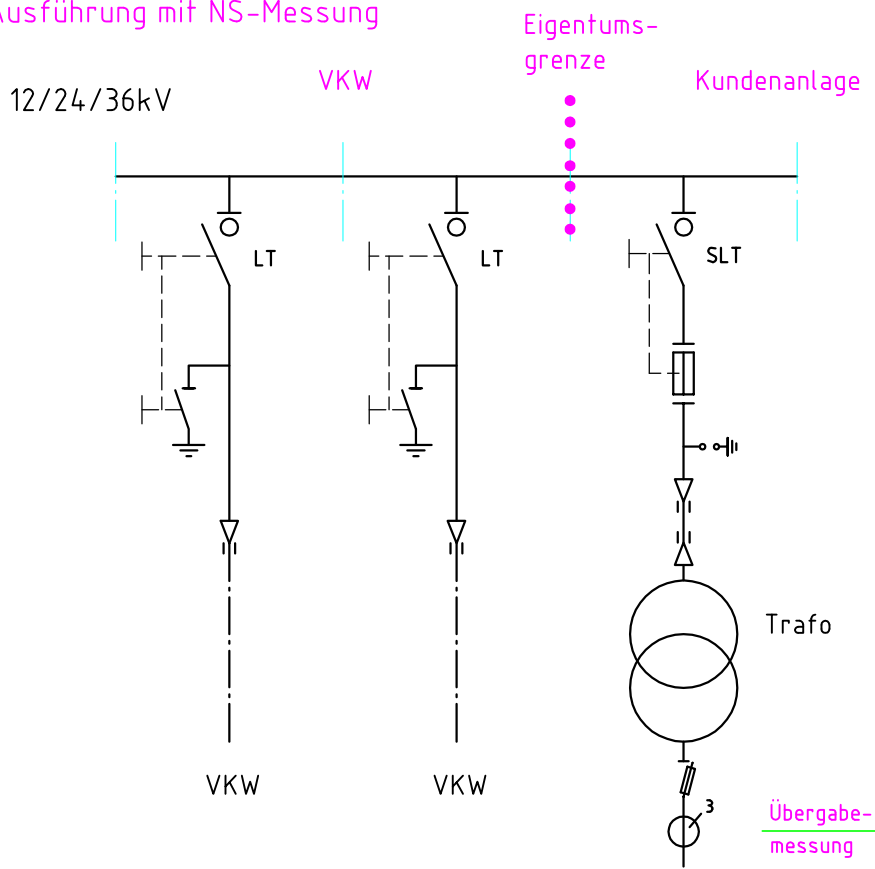 Ausführung mit NS-Messung
Eigentums-
grenze
VKW
Kundenanlage
12/24/36kV
LT
LT
SLT
Trafo
VKW
VKW
3
Übergabe-
messung